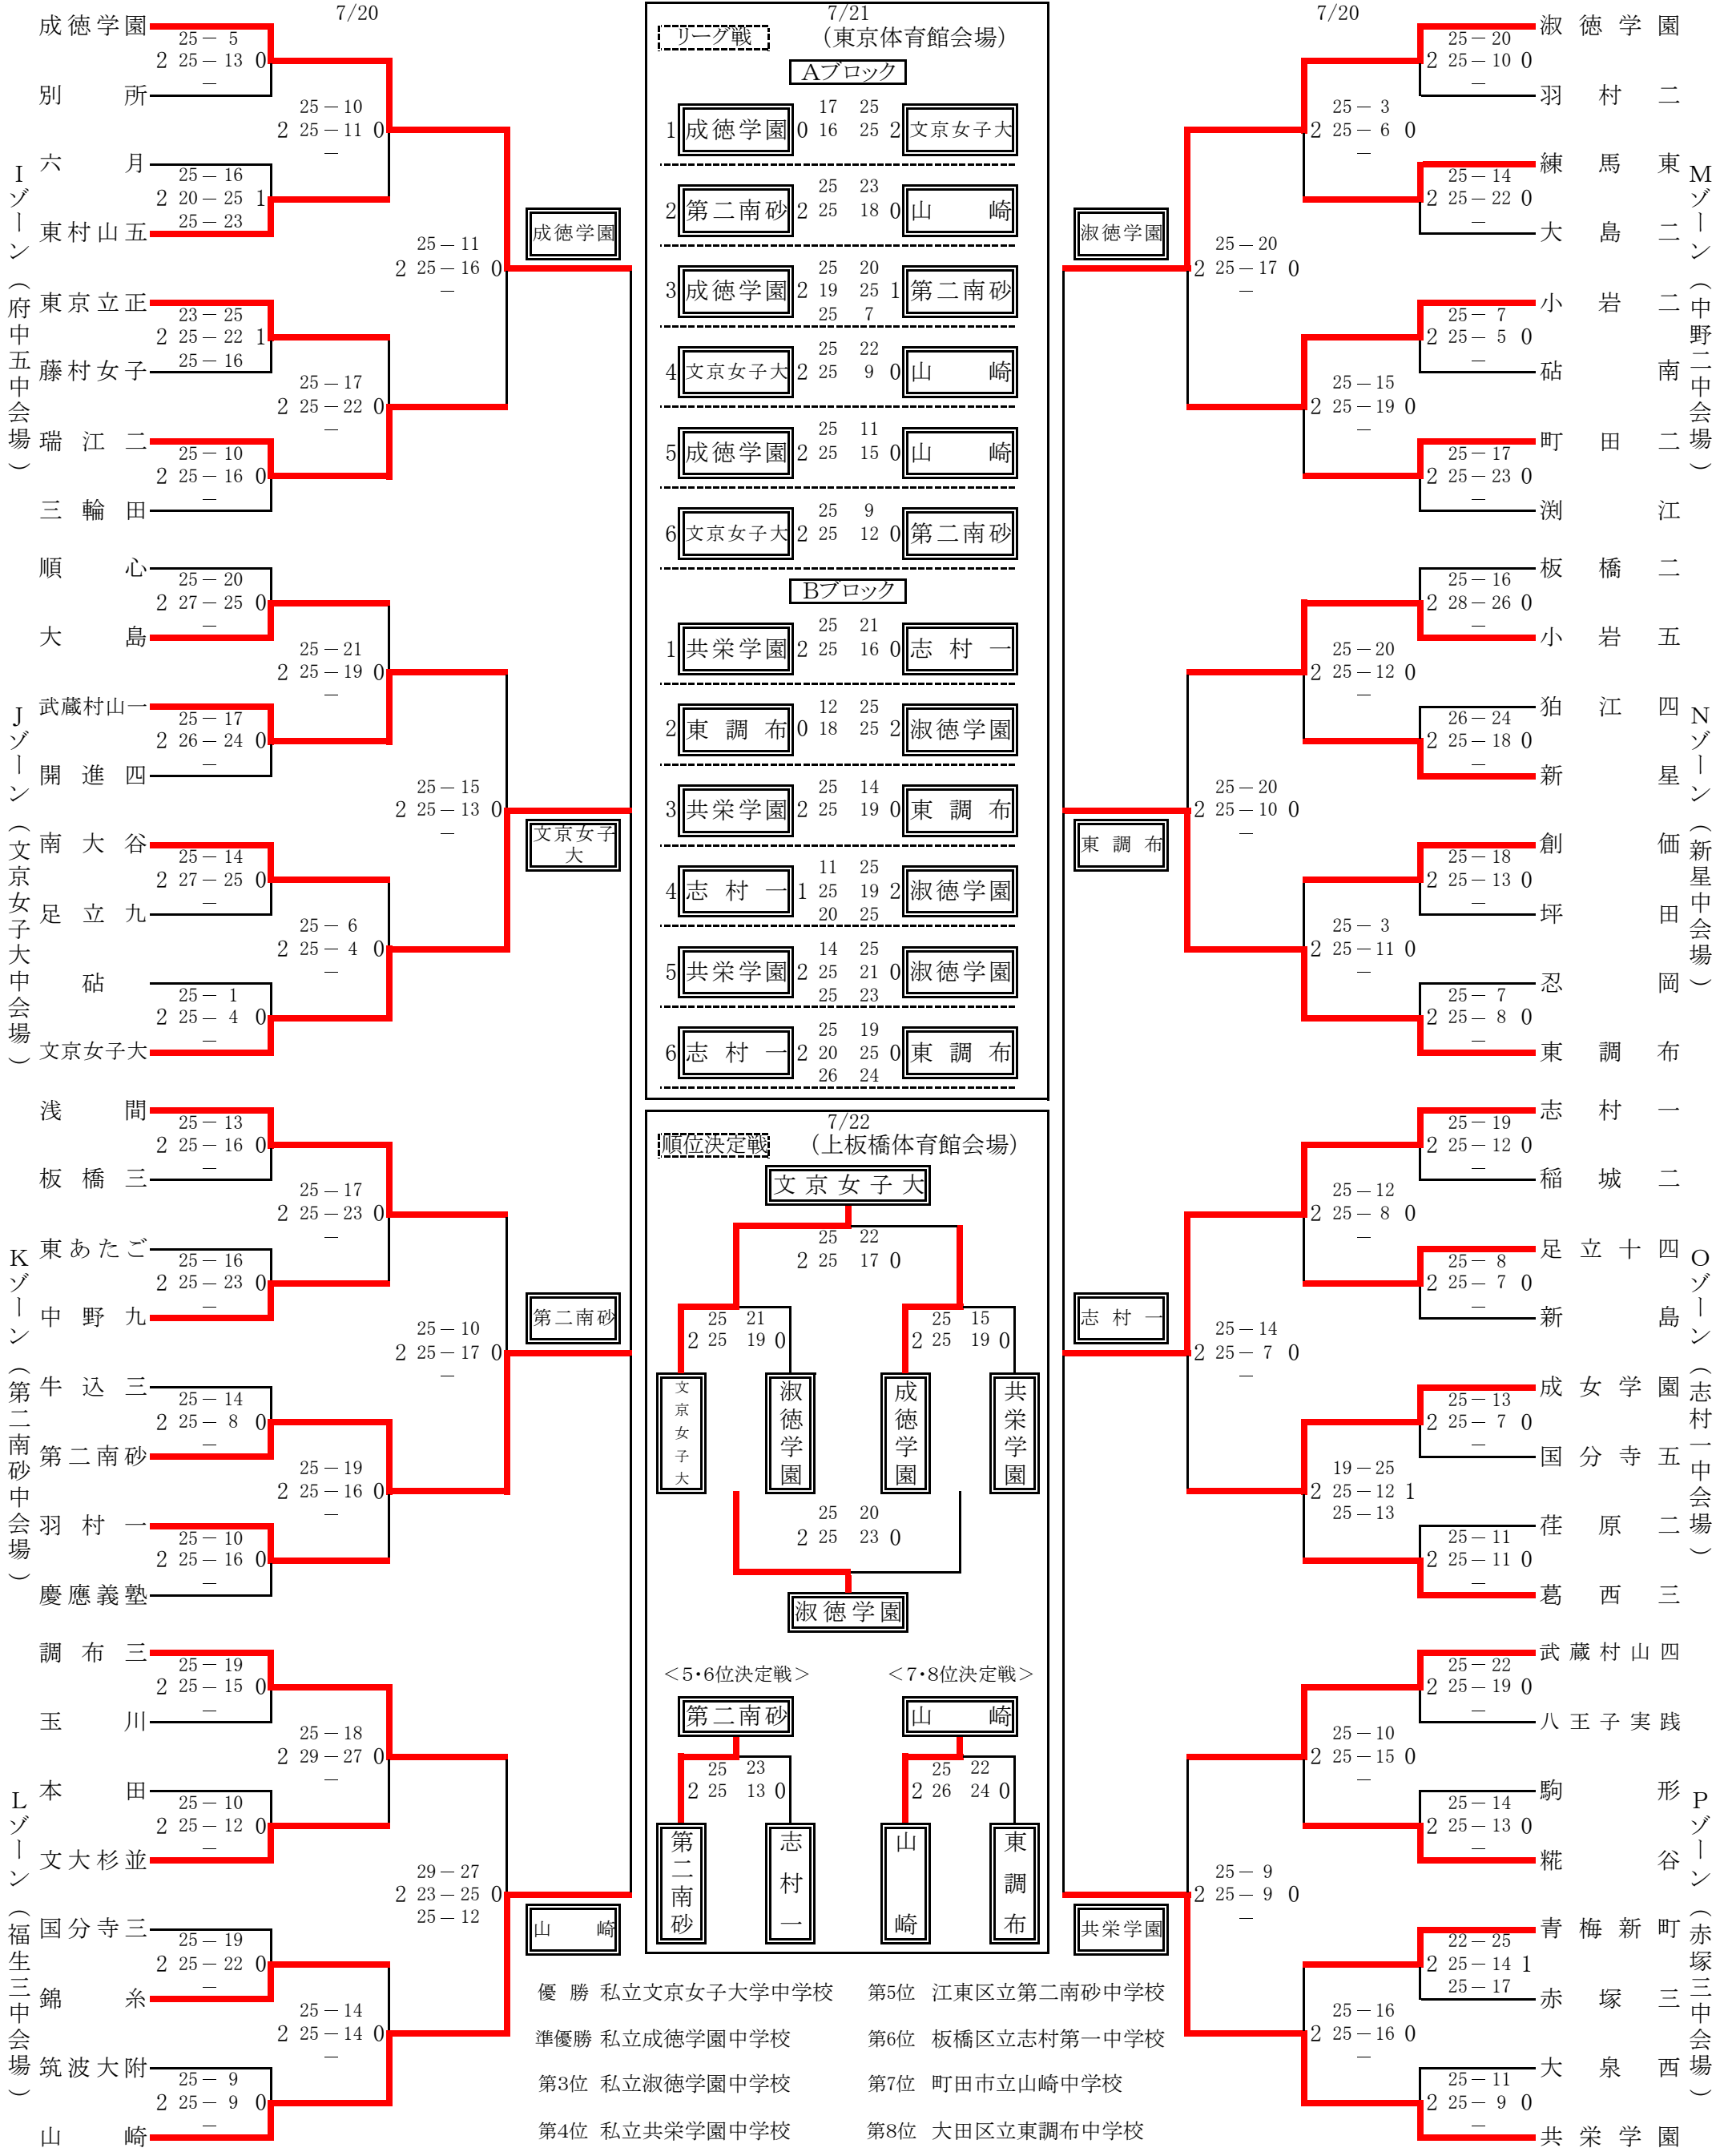 7/20
Iゾーン（府中五中会場）
成徳学園
25－5
2 25－13 0
－
別所
25－10
2 25－11 0
－
六月
25－16
2 20－25 1
25－23
東村山五
25－11
2 25－16 0
－
成徳学園
東京立正
23－25
2 25－22 1
25－16
藤村女子
25－17
2 25－22 0
－
瑞江二
25－10
2 25－16 0
－
三輪田
Jゾーン（文京女子大中会場）
順心
25－20
2 27－25 0
－
大島
25－21
2 25－19 0
－
武蔵村山一
25－17
2 26－24 0
－
開進四
25－15
2 25－13 0
－
文京女子大
南大谷
25－14
2 27－25 0
－
足立九
25－6
2 25－4 0
－
砧
25－1
2 25－4 0
－
文京女子大
Kゾーン（第二南砂中会場）
浅間
25－13
2 25－16 0
－
板橋三
25－17
2 25－23 0
－
東あたご
25－16
2 25－23 0
－
中野九
25－10
2 25－17 0
－
第二南砂
牛込三
25－14
2 25－8 0
－
第二南砂
25－19
2 25－16 0
－
羽村一
25－10
2 25－16 0
－
慶應義塾
Lゾーン（福生三中会場）
調布三
25－19
2 25－15 0
－
玉川
25－18
2 29－27 0
－
本田
25－10
2 25－12 0
－
文大杉並
29－27
2 23－25 0
25－12
山崎
国分寺三
25－19
2 25－22 0
－
錦糸
25－14
2 25－14 0
－
筑波大附
25－9
2 25－9 0
－
山崎
7/21
リーグ戦 （東京体育館会場）
Aブロック
17 25
1 成徳学園 0 16 25 2 文京女子大
25 23
2 第二南砂 2 25 18 0 山崎
25 20
3 成徳学園 2 19 25 1 第二南砂
25 7
25 22
4 文京女子大 2 25 9 0 山崎
25 11
5 成徳学園 2 25 15 0 山崎
25 9
6 文京女子大 2 25 12 0 第二南砂
Bブロック
25 21
1 共栄学園 2 25 16 0 志村一
12 25
2 東調布 0 18 25 2 淑徳学園
25 14
3 共栄学園 2 25 19 0 東調布
11 25
4 志村一 1 25 19 2 淑徳学園
20 25
14 25
5 共栄学園 2 25 21 0 淑徳学園
25 23
25 19
6 志村一 2 20 25 0 東調布
26 24
7/22
順位決定戦 （上板橋体育館会場）
文京女子大
25 22
2 25 17 0
25 21
2 25 19 0
25 15
2 25 19 0
文京女子大
淑徳学園
成徳学園
共栄学園
25 20
2 25 23 0
淑徳学園
＜5・6位決定戦＞ ＜7・8位決定戦＞
第二南砂
山崎
25 23
2 25 13 0
25 22
2 26 24 0
第二南砂
志村一
山崎
東調布
優勝 私立文京女子大学中学校 第5位 江東区立第二南砂中学校
準優勝 私立成徳学園中学校 第6位 板橋区立志村第一中学校
第3位 私立淑徳学園中学校 第7位 町田市立山崎中学校
第4位 私立共栄学園中学校 第8位 大田区立東調布中学校
7/20
Mゾーン（中野二中会場）
淑徳学園
25－20
2 25－10 0
－
羽村二
25－3
2 25－6 0
－
練馬東
25－14
2 25－22 0
－
大島二
淑徳学園
25－20
2 25－17 0
－
小岩二
25－7
2 25－5 0
－
砧南
25－15
2 25－19 0
－
町田二
25－17
2 25－23 0
－
渕江
Nゾーン（新星中会場）
板橋二
25－16
2 28－26 0
－
小岩五
25－20
2 25－12 0
－
狛江四
26－24
2 25－18 0
－
新星
25－20
2 25－10 0
－
東調布
創価
25－18
2 25－13 0
－
坪田
25－3
2 25－11 0
－
忍岡
25－7
2 25－8 0
－
東調布
Oゾーン（志村一中会場）
志村一
25－19
2 25－12 0
－
稲城二
25－12
2 25－8 0
－
足立十四
25－8
2 25－7 0
－
新島
志村一
25－14
2 25－7 0
－
成女学園
25－13
2 25－7 0
－
国分寺五
19－25
2 25－12 1
25－13
荏原二
25－11
2 25－11 0
－
葛西三
Pゾーン（赤塚三中会場）
武蔵村山四
25－22
2 25－19 0
－
八王子実践
25－10
2 25－15 0
－
駒形
25－14
2 25－13 0
－
糀谷
25－9
2 25－9 0
－
共栄学園
青梅新町
22－25
2 25－14 1
25－17
赤塚三
25－16
2 25－16 0
－
大泉西
25－11
2 25－9 0
－
共栄学園